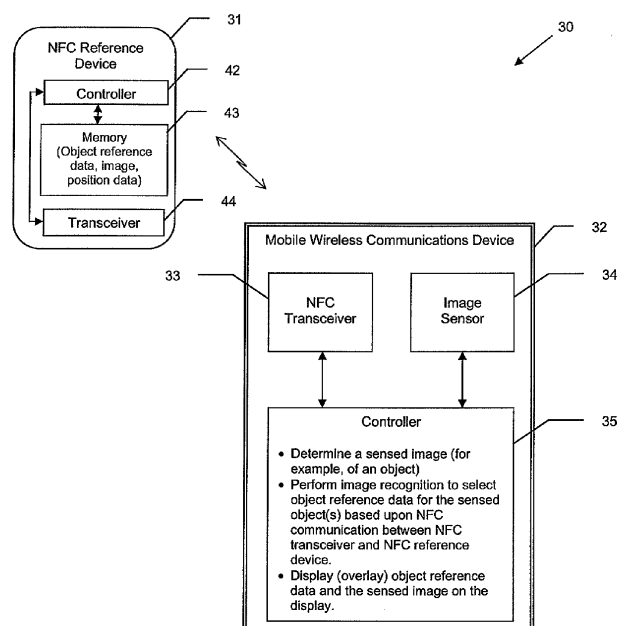 31
30
NFC Reference
Device
42
Controller
43
Memory
(Object reference
data, image,
position data)
44
Transceiver
32
Mobile Wireless Communications Device
33
34
NFC
Transceiver
Image
Sensor
35
Controller
• Determine a sensed image (for
example, of an object)
• Perform image recognition to select
object reference data for the sensed
object(s) based upon NFC
communication between NFC
transceiver and NFC reference
device.
• Display (overlay) object reference
data and the sensed image on the
display.